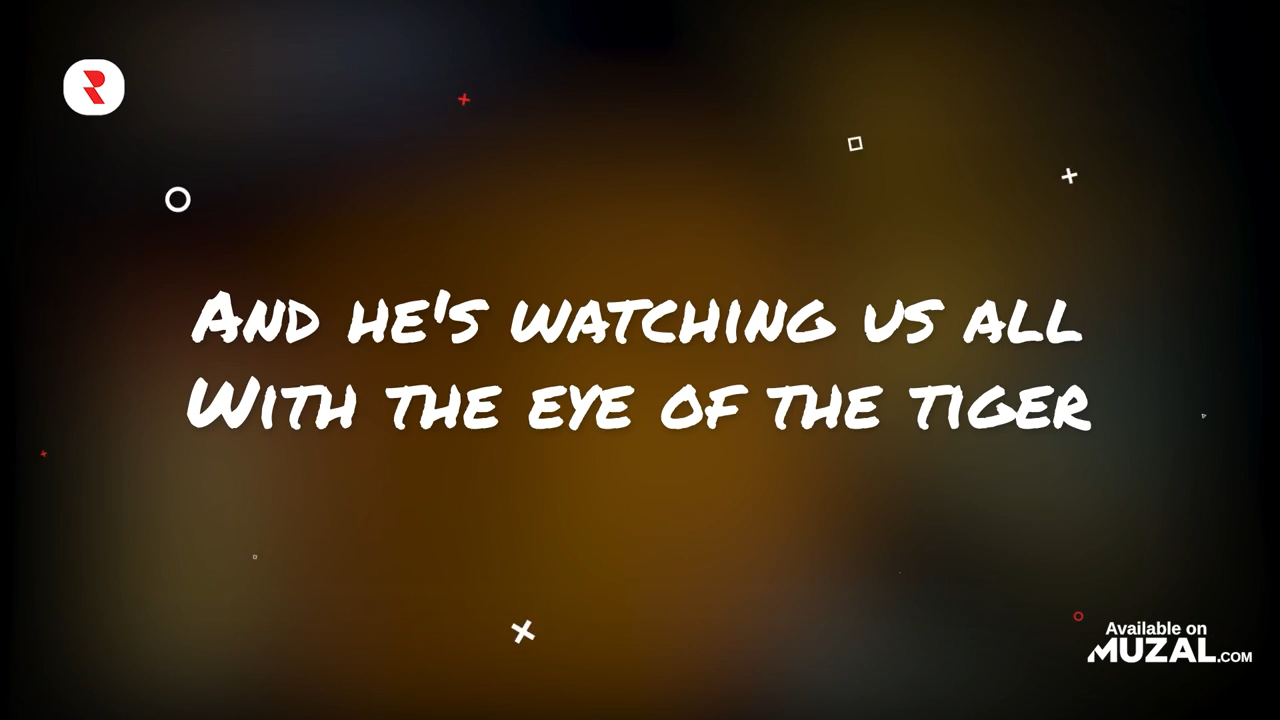 And he's watching us all
With the eye of the tiger
Available on
MUZAL.COM